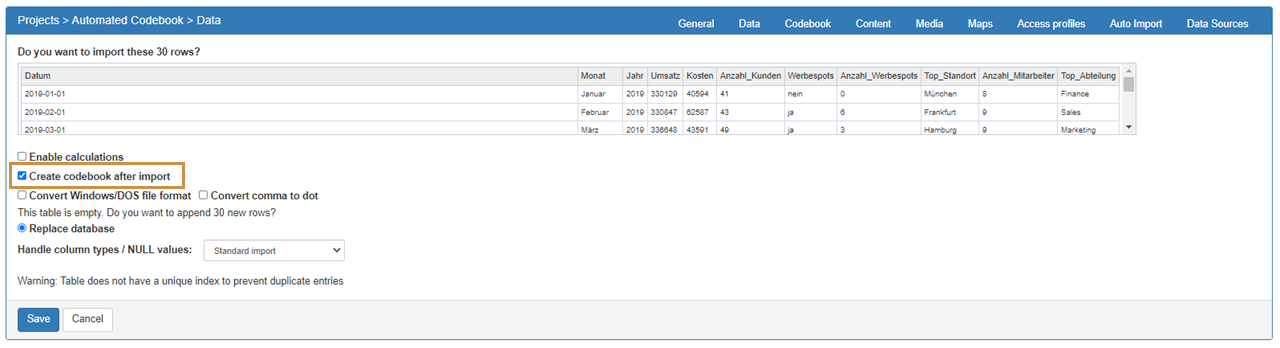 Projects > Automated Codebook > Data General Data Codebook Content Media Maps Access profiles Auto Import Data Sources
Do you want to import these 30 rows?
Datum Monat Jahr Umsatz Kosten Anzahl_Kunden Werbespots Anzahl_Werbespots Top_Standort Anzahl_Mitarbeiter Top_Abteilung
2019-01-01 Januar 2019 330129 40594 41 nein 0 München 8 Finance
2019-02-01 Februar 2019 330847 62587 43 ja 6 Frankfurt 9 Sales
2019-03-01 März 2019 336648 43591 49 ja 3 Hamburg 9 Marketing
Enable calculations
Create codebook after import
Convert Windows/DOS file format Convert comma to dot
This table is empty. Do you want to append 30 new rows?
Replace database
Handle column types / NULL values: Standard import
Warning: Table does not have a unique index to prevent duplicate entries
Save Cancel